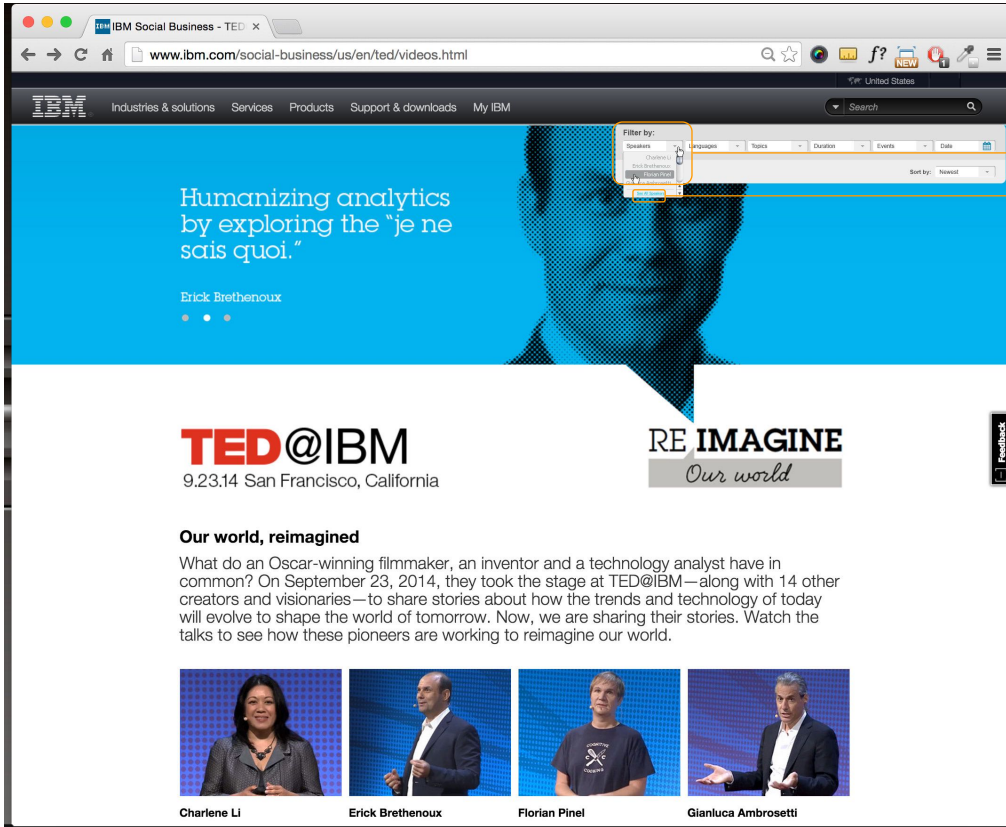 IBM Social Business - TED
www.ibm.com/social-business/us/en/ted/videos.html
f?
NEW
1
United States
IBM
Industries & solutions Services Products Support & downloads My IBM
Search
Filter by:
Speakers Languages Topics Duration Events Date
Charlene Li
Erick Brethenoux
Florian Pinel
Sort by: Newest
Humanizing analytics
by exploring the “je ne
sais quoi.”
Erick Brethenoux
TED@IBM
9.23.14 San Francisco, California
RE IMAGINE
Our world
Feedback
Our world, reimagined
What do an Oscar-winning filmmaker, an inventor and a technology analyst have in
common? On September 23, 2014, they took the stage at TED@IBM—along with 14 other
creators and visionaries—to share stories about how the trends and technology of today
will evolve to shape the world of tomorrow. Now, we are sharing their stories. Watch the
talks to see how these pioneers are working to reimagine our world.
COGNITIVE
COOKING
Charlene Li Erick Brethenoux Florian Pinel Gianluca Ambrosetti